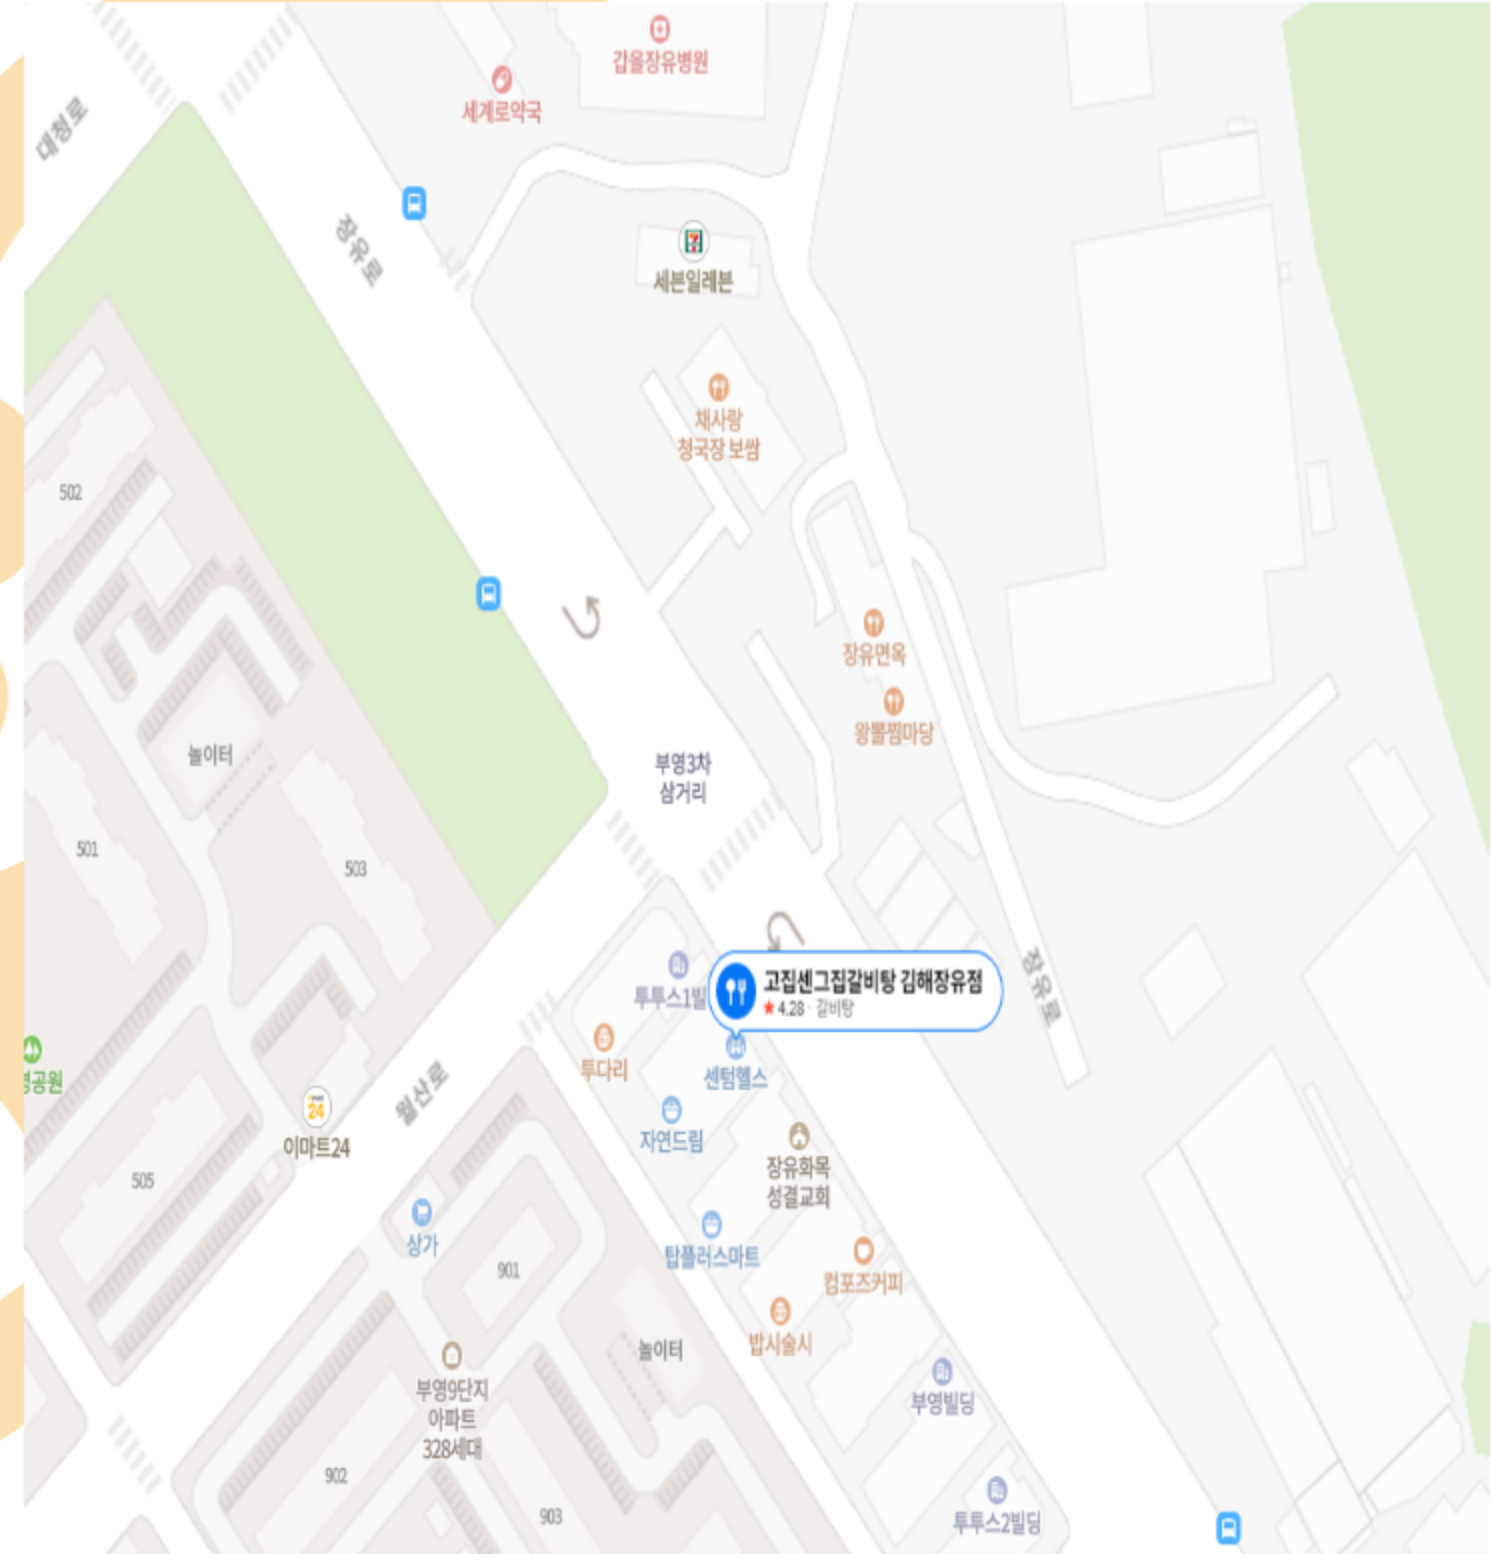 갑을장유병원
세계로약국
대청로
장유로
세븐일레븐
채사랑
청국장 보쌈
502
장유면옥
왕뽈찜마당
놀이터
부영3차
삼거리
501
503
고집센그집갈비탕 김해장유점
★ 4.28 · 갈비탕
투투스1빌
장유로
투다리
센텀헬스
영공원
월산로
24
이마트24
자연드림
장유화목
성결교회
505
상가
탑플러스마트
901
컴포즈커피
밥시술시
놀이터
부영9단지
아파트
328세대
부영빌딩
902
903
투투스2빌딩